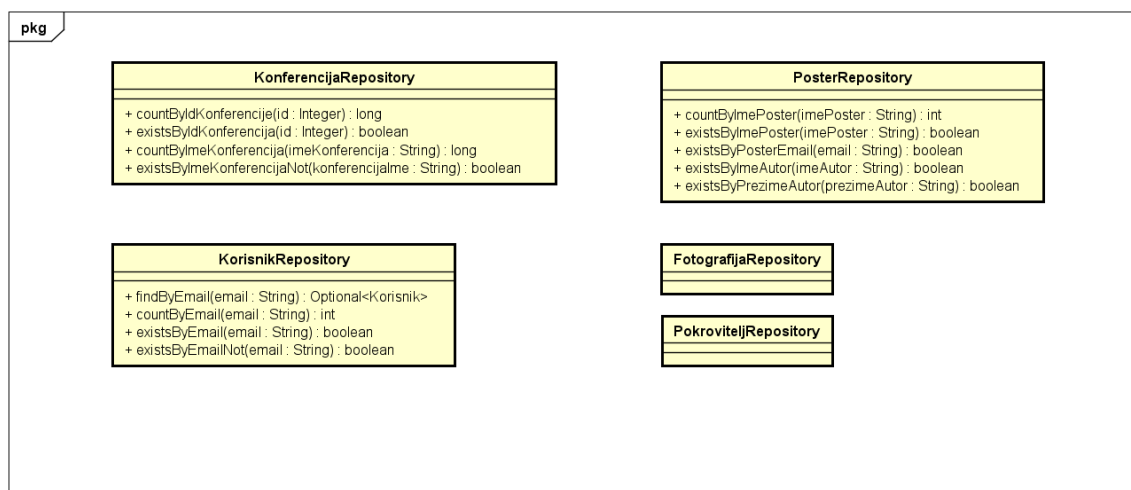 pkg
KonferencijaRepository
+ countByIdKonferencije(id : Integer) : long
+ existsByIdKonferencija(id : Integer) : boolean
+ countByImeKonferencija(imeKonferencija : String) : long
+ existsByImeKonferencijaNot(konferencijaIme : String) : boolean
PosterRepository
+ countByImePoster(imePoster : String) : int
+ existsByImePoster(imePoster : String) : boolean
+ existsByPosterEmail(email : String) : boolean
+ existsByImeAutor(imeAutor : String) : boolean
+ existsByPrezimeAutor(prezimeAutor : String) : boolean
KorisnikRepository
+ findByEmail(email : String) : Optional<Korisnik>
+ countByEmail(email : String) : int
+ existsByEmail(email : String) : boolean
+ existsByEmailNot(email : String) : boolean
FotografijaRepository
PokroviteljRepository